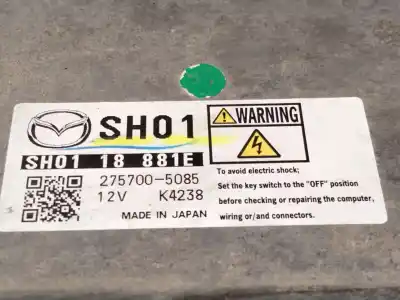 SH01
SH01 18 881E
275700-5085
12V K4238
MADE IN JAPAN
WARNING
To avoid electric shock;
Set the key switch to the "OFF" position
before checking or repairing the computer,
wiring or/and connectors.